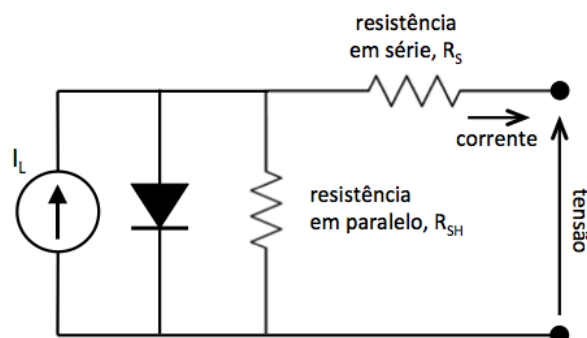 resistência
em série, R_S
corrente
I_L
resistência
em paralelo, R_SH
tensão